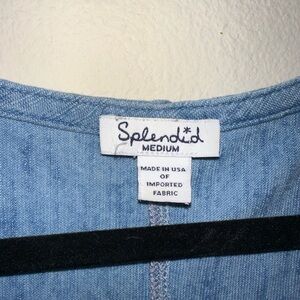 Splendid
MEDIUM
MADE IN USA
OF
IMPORTED
FABRIC